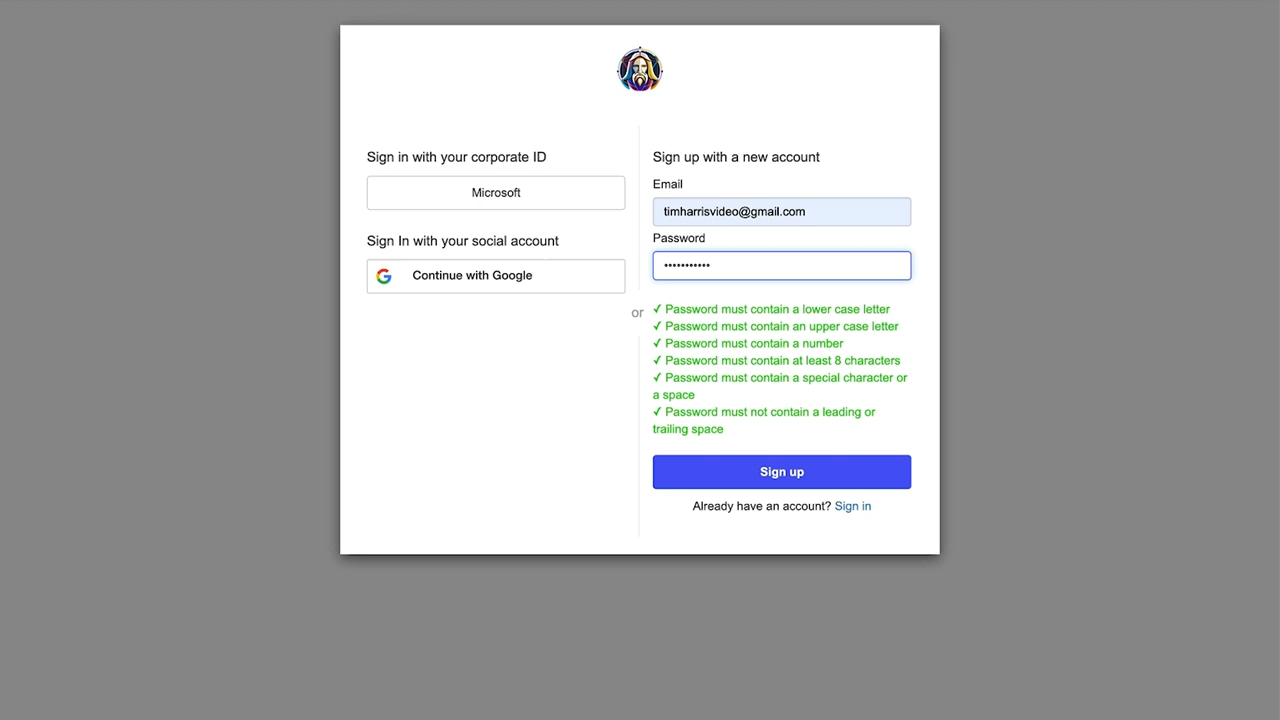 Sign in with your corporate ID
Microsoft
Sign In with your social account
Continue with Google
or
Sign up with a new account
Email
timharrisvideo@gmail.com
Password
•••••••••••
✓ Password must contain a lower case letter
✓ Password must contain an upper case letter
✓ Password must contain a number
✓ Password must contain at least 8 characters
✓ Password must contain a special character or
a space
✓ Password must not contain a leading or
trailing space
Sign up
Already have an account? Sign in